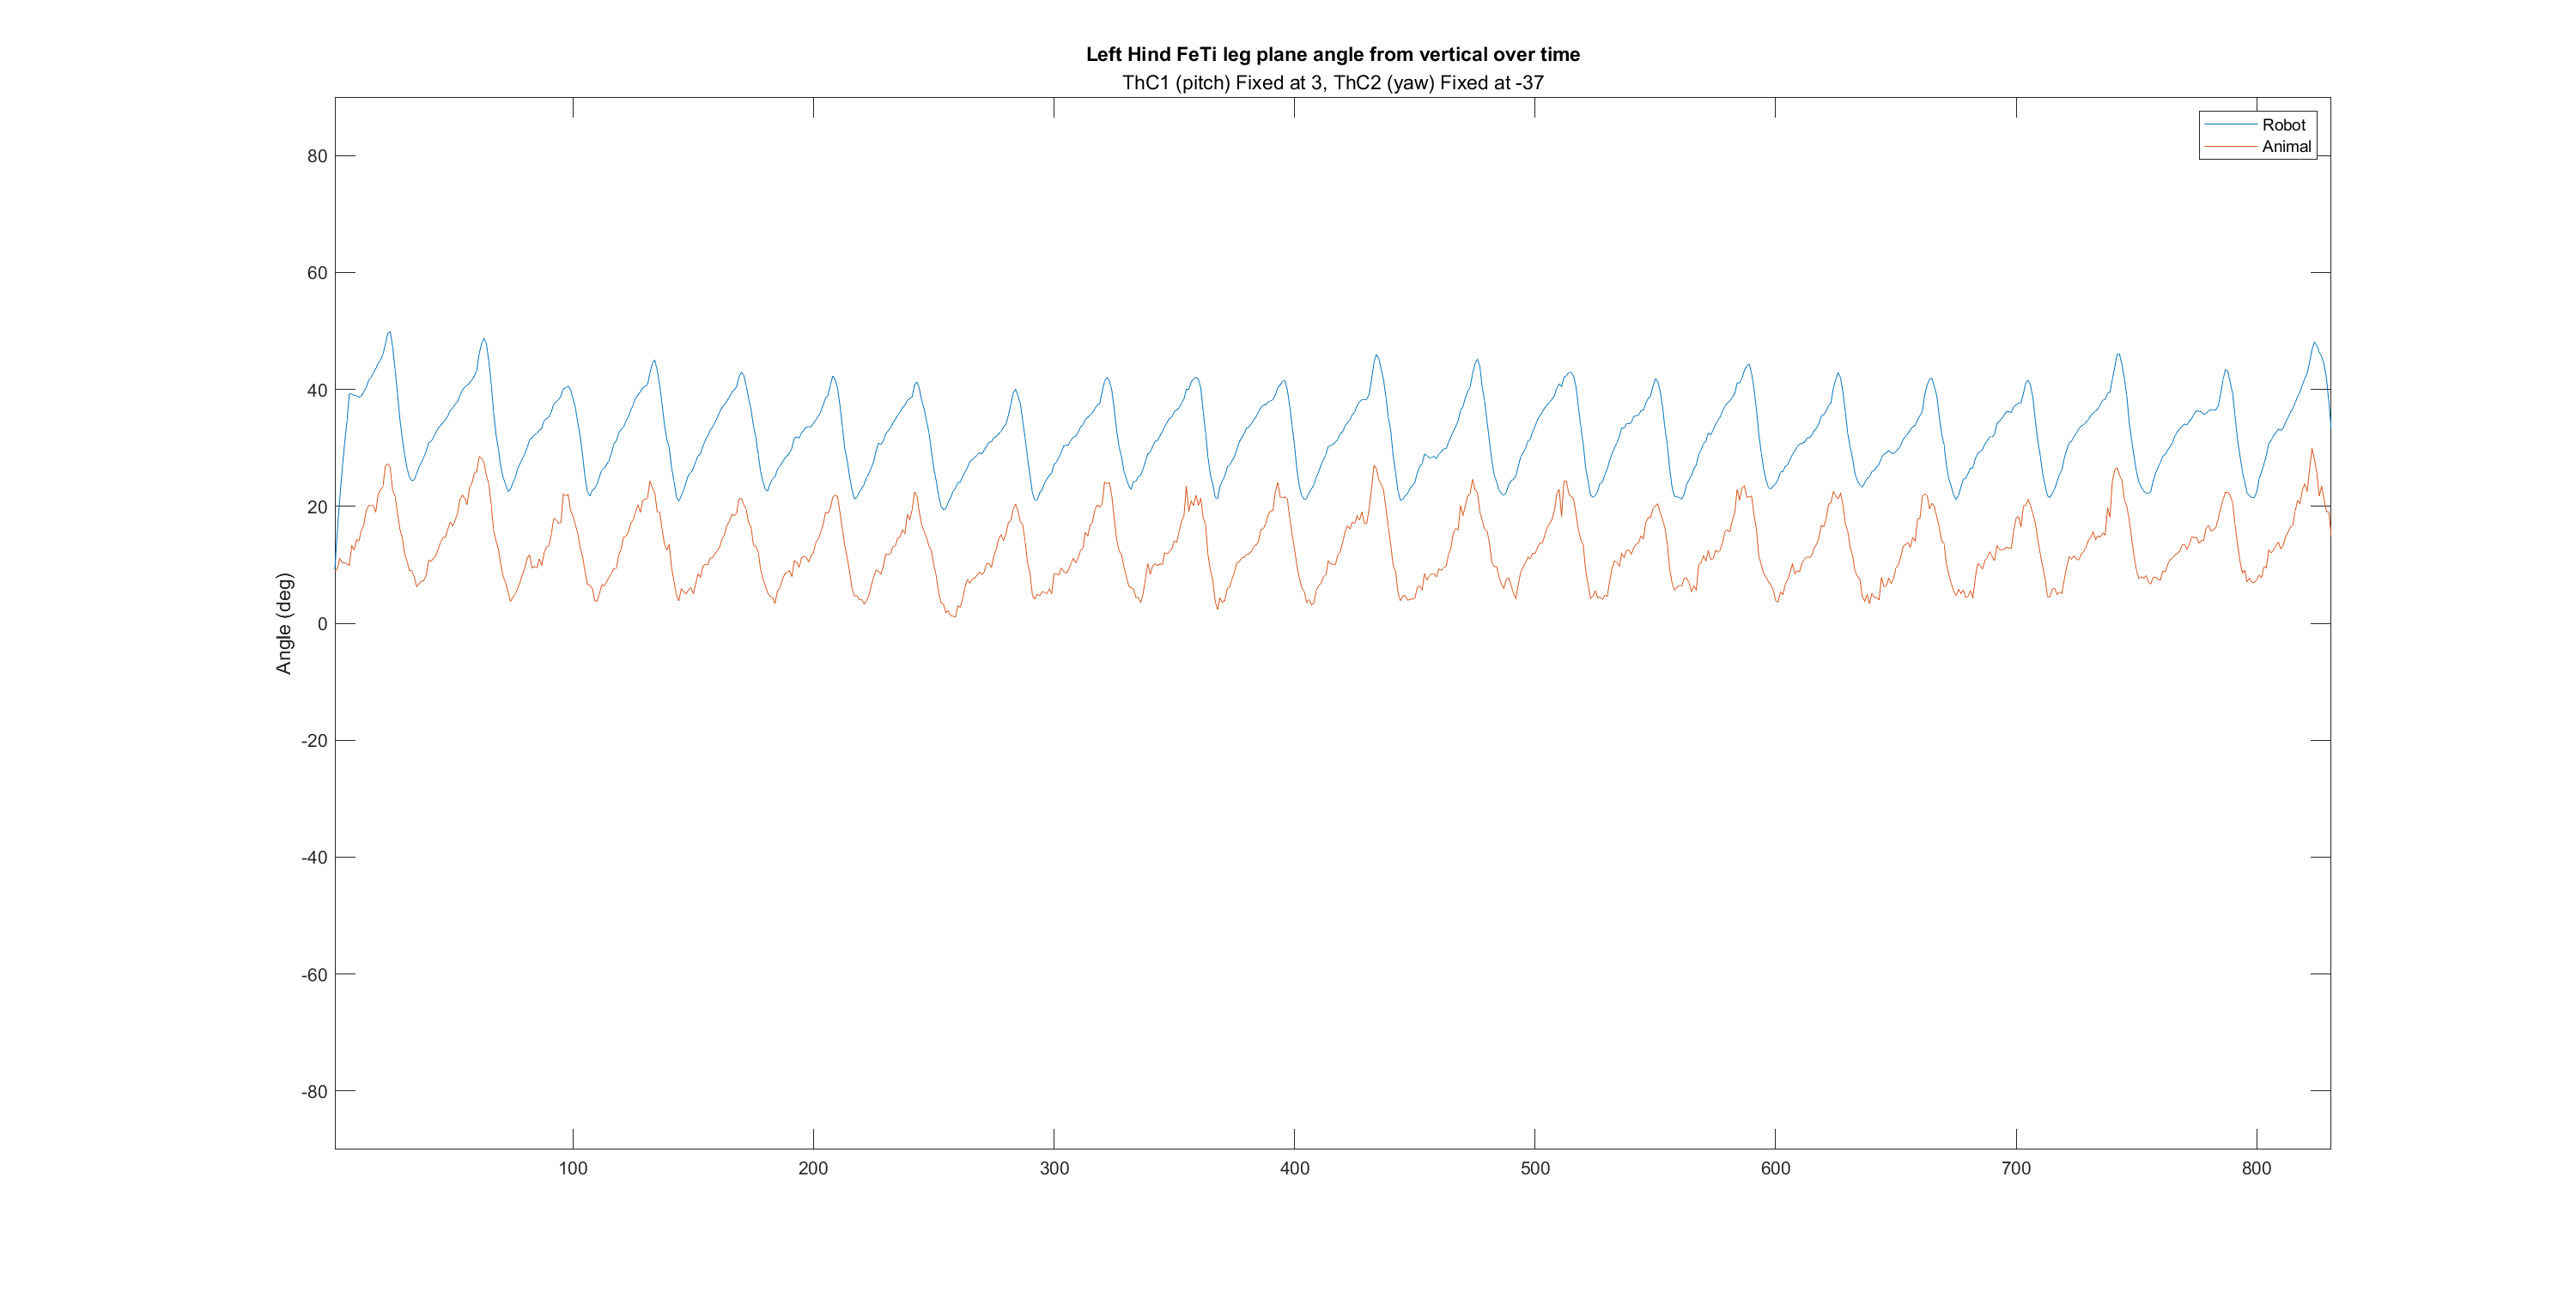 Left Hind FeTi leg plane angle from vertical over time
ThC1 (pitch) Fixed at 3, ThC2 (yaw) Fixed at -37
Robot
Animal
80
60
40
20
0
-20
-40
-60
-80
Angle (deg)
100 200 300 400 500 600 700 800